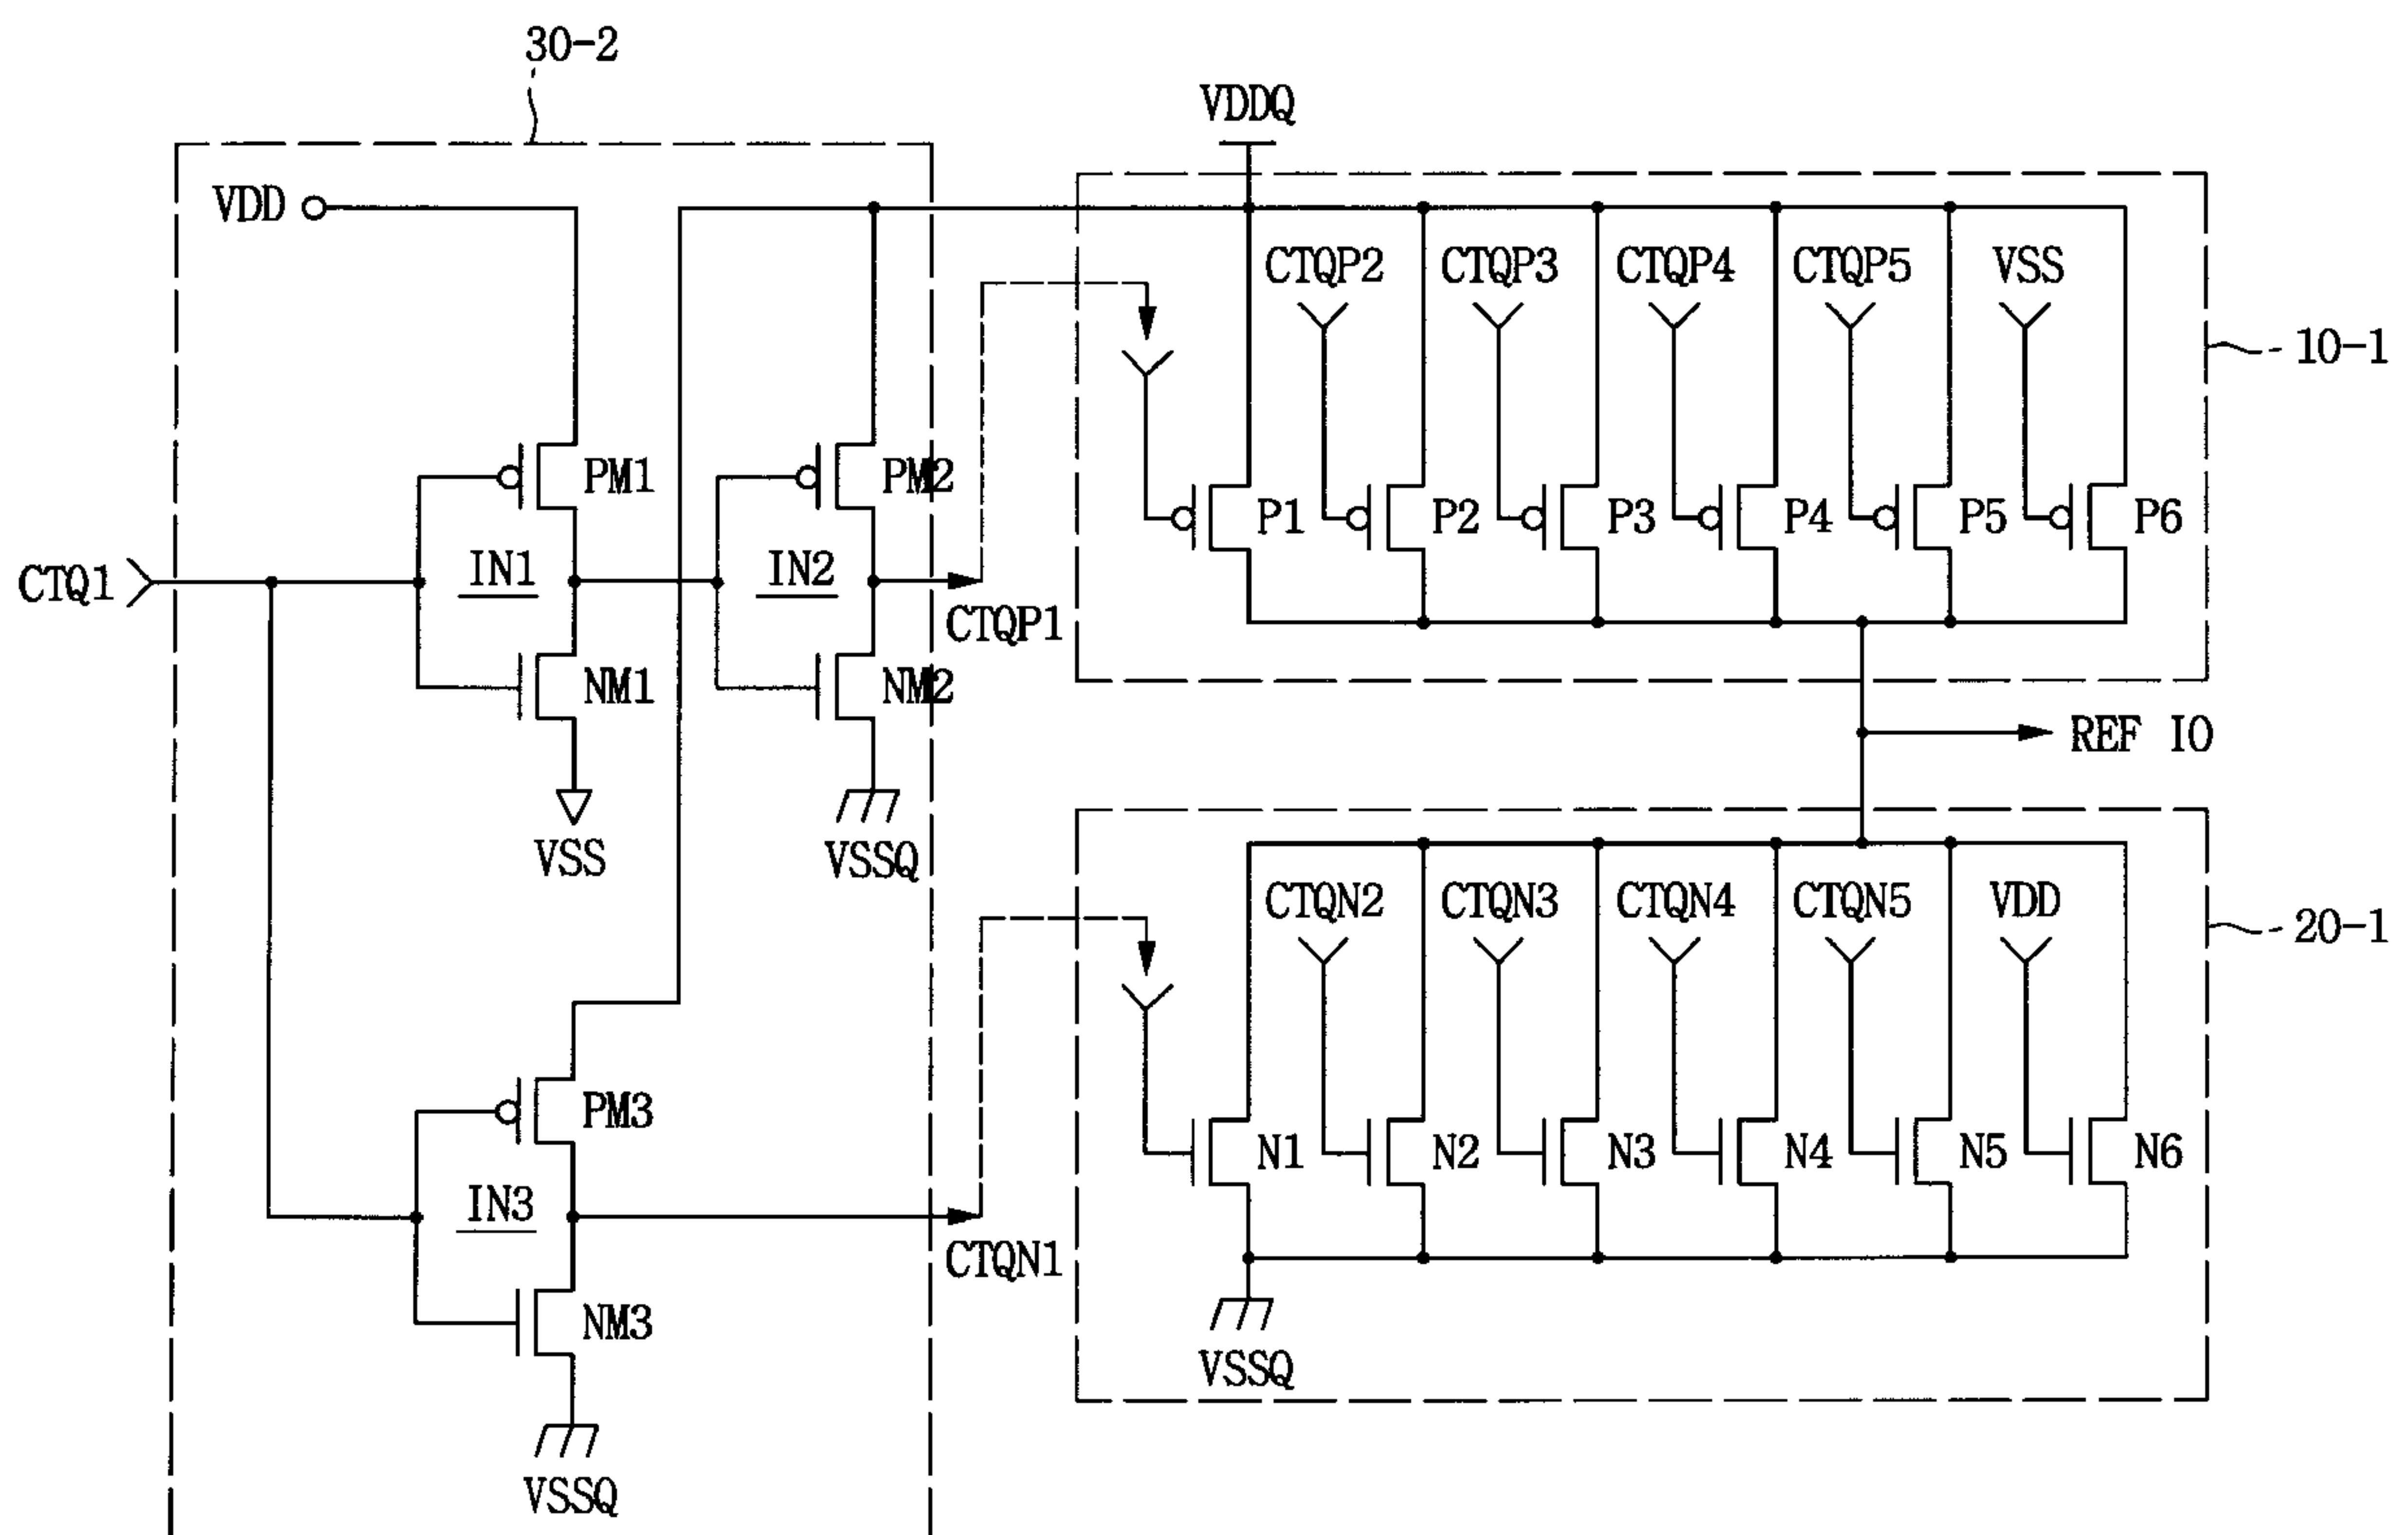 30-2
VDDQ
VDD
CTQP2 CTQP3 CTQP4 CTQP5 VSS
10-1
PM1 PM2
P1 P2 P3 P4 P5 P6
CTQ1 IN1 IN2
CTQP1
NM1 NM2
REF IO
VSS VSSQ
CTQN2 CTQN3 CTQN4 CTQN5 VDD
20-1
PM3
N1 N2 N3 N4 N5 N6
IN3
CTQN1
NM3
VSSQ
VSSQ